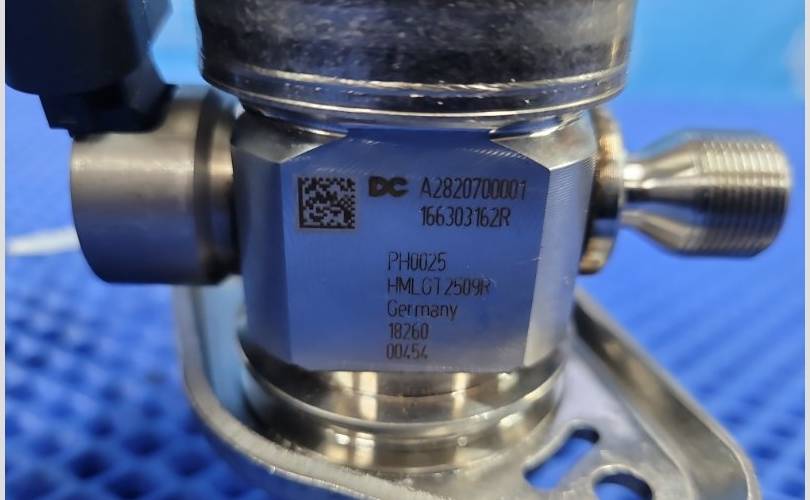 DC A2820700001
166303162R
PH0025
HMLGT2509R
Germany
18260
00454